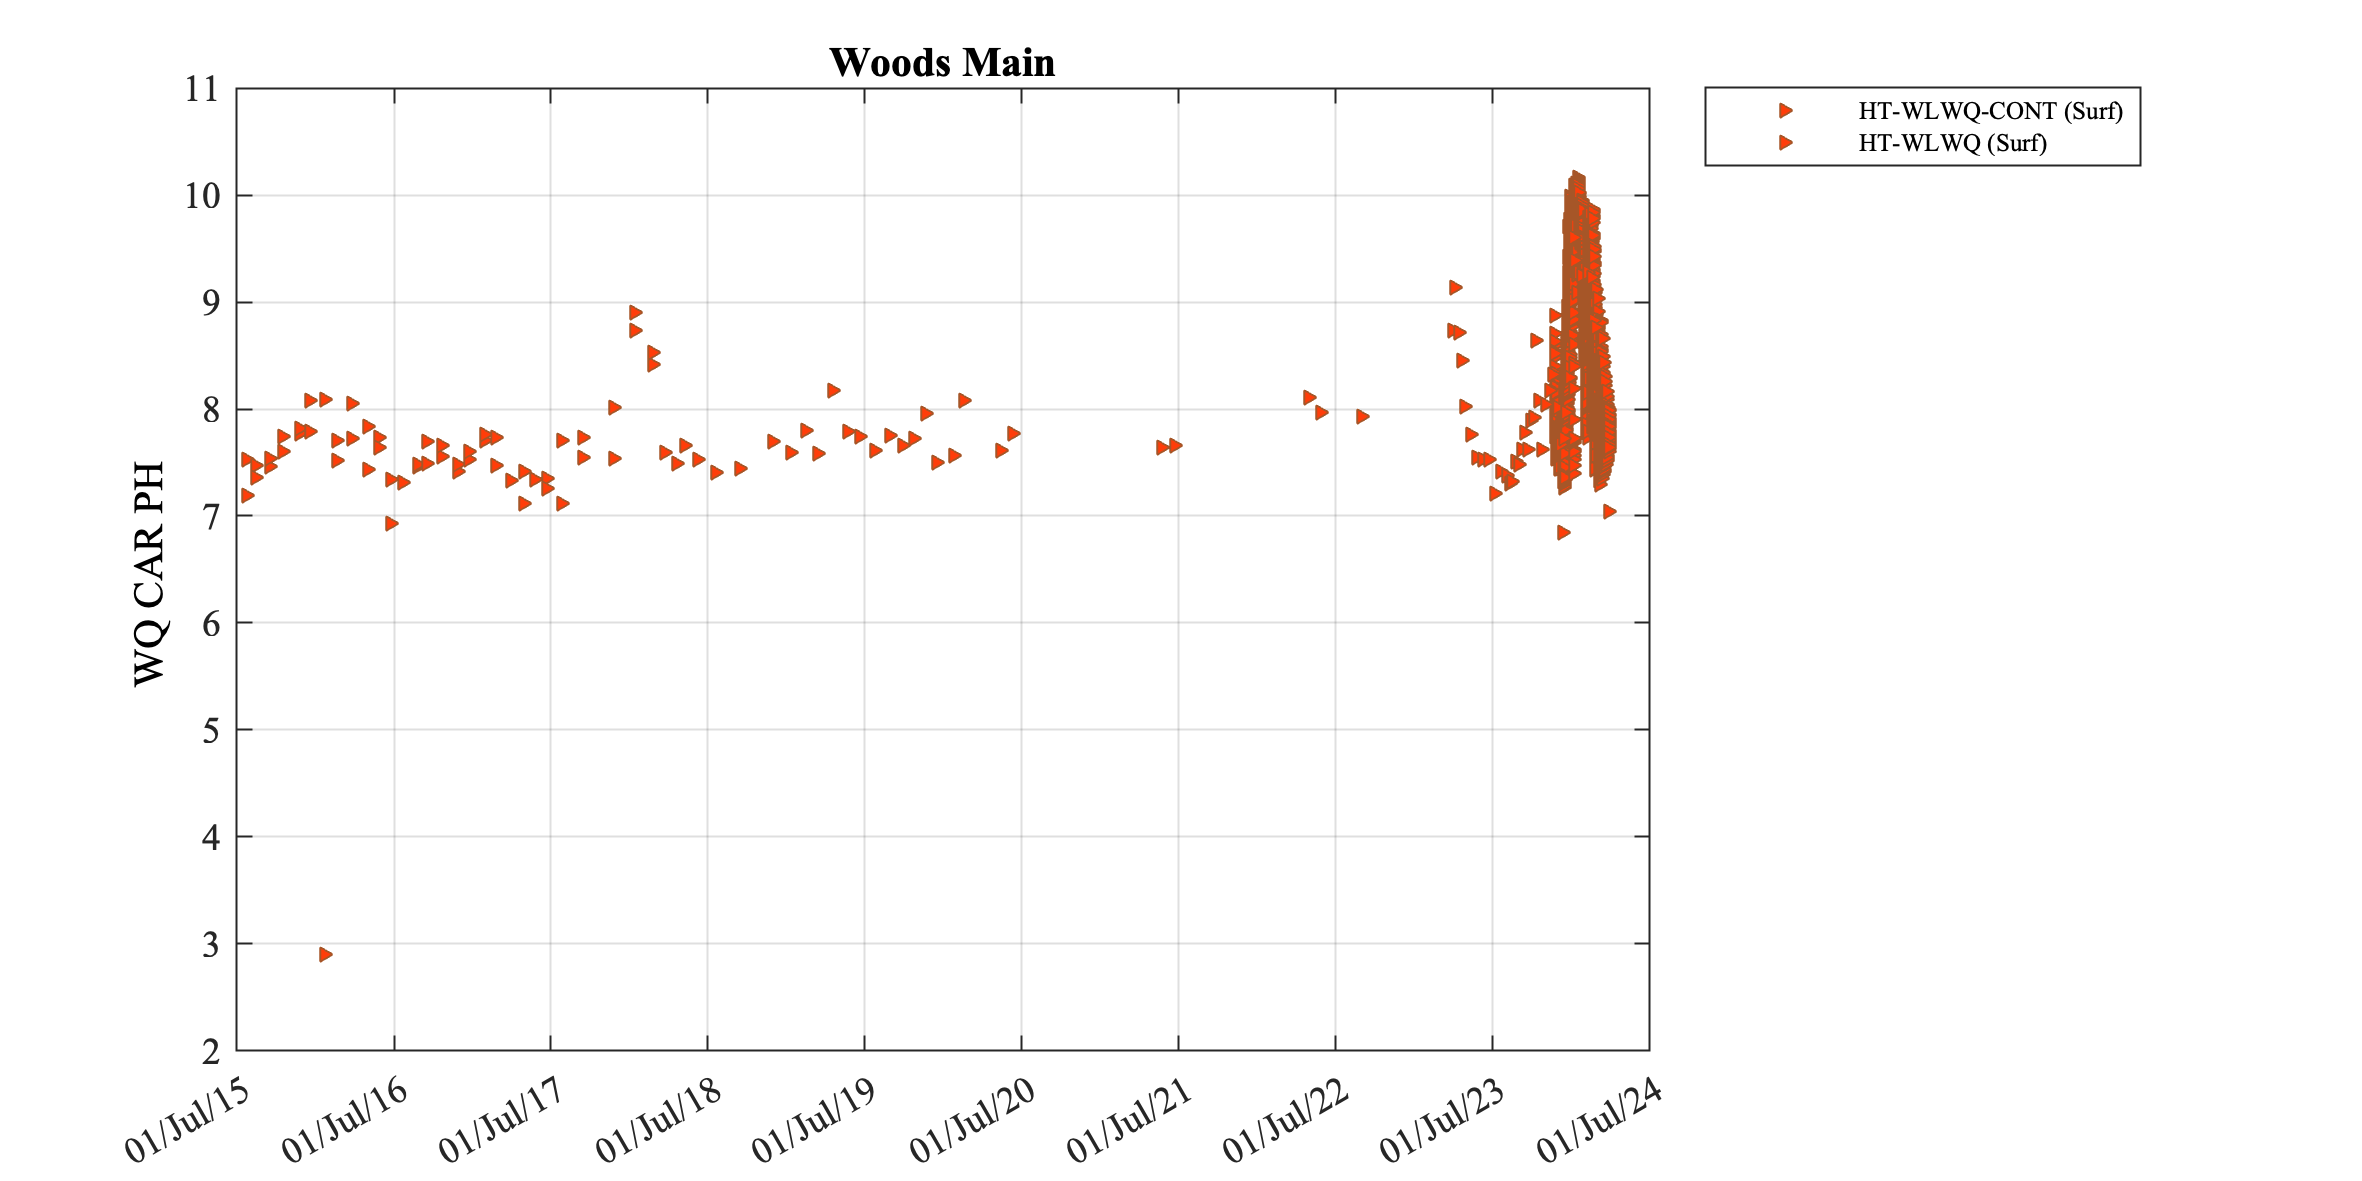 Woods Main
WQ CAR PH
11
10
9
8
7
6
5
4
3
2
01/Jul/15
01/Jul/16
01/Jul/17
01/Jul/18
01/Jul/19
01/Jul/20
01/Jul/21
01/Jul/22
01/Jul/23
01/Jul/24
HT-WLWQ-CONT (Surf)
HT-WLWQ (Surf)